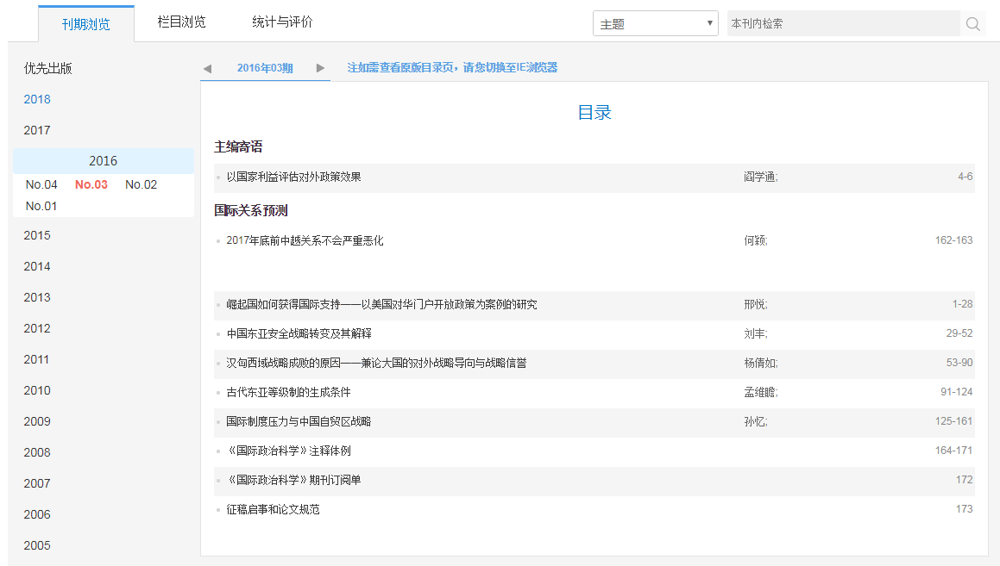 刊期浏览 栏目浏览 统计与评价 主题 本刊内检索
优先出版
2018
2017
2016
No.04 No.03 No.02
No.01
2015
2014
2013
2012
2011
2010
2009
2008
2007
2006
2005
2016年03期 注如需查看原版目录页，请您切换至IE浏览器
目录
主编寄语
以国家利益评估对外政策效果 阎学通; 4-6
国际关系预测
2017年底前中越关系不会严重恶化 何颖; 162-163
崛起国如何获得国际支持——以美国对华门户开放政策为案例的研究 邢悦; 1-28
中国东亚安全战略转变及其解释 刘丰; 29-52
汉匈西域战略成败的原因——兼论大国的对外战略导向与战略信誉 杨倩如; 53-90
古代东亚等级制的生成条件 孟维瞻; 91-124
国际制度压力与中国自贸区战略 孙忆; 125-161
《国际政治科学》注释体例 164-171
《国际政治科学》期刊订阅单 172
征稿启事和论文规范 173